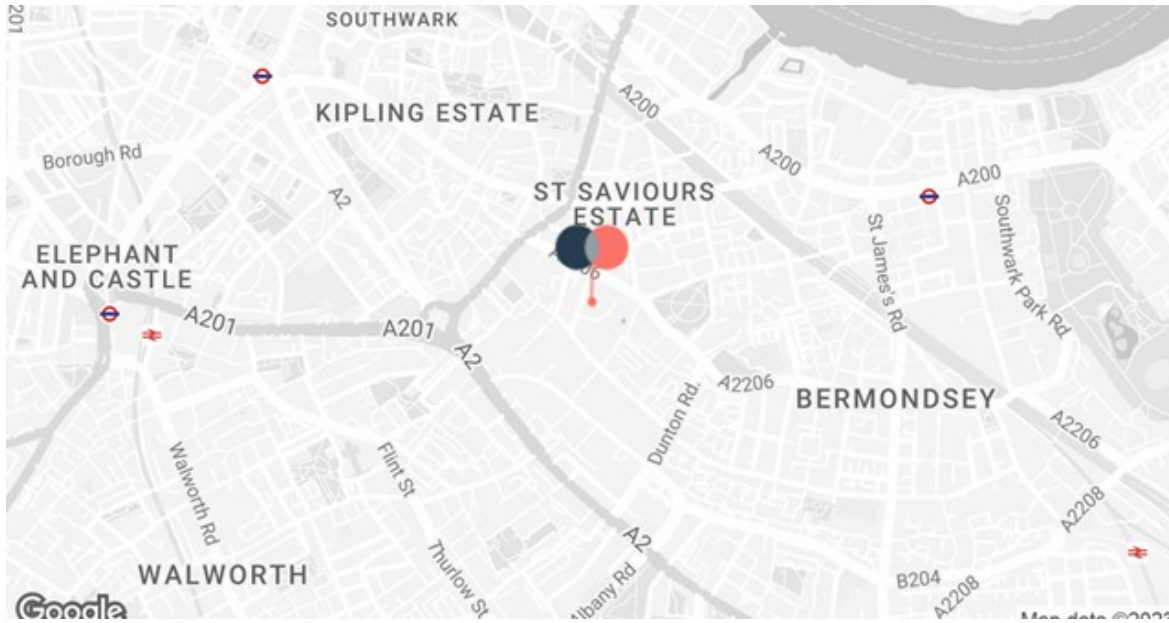 201
SOUTHWARK
KIPLING ESTATE
A200
Borough Rd
A200
A200
A2
ST SAVIOURS
ESTATE
Southwark Park Rd
St James's Rd
ELEPHANT
AND CASTLE
A201
A201
A2
A2206
BERMONDSEY
Dunton Rd.
A2206
Walworth Rd
Flint St
A2208
A2
Thurlow St
WALWORTH
Albany Rd
B204
A2208
Google